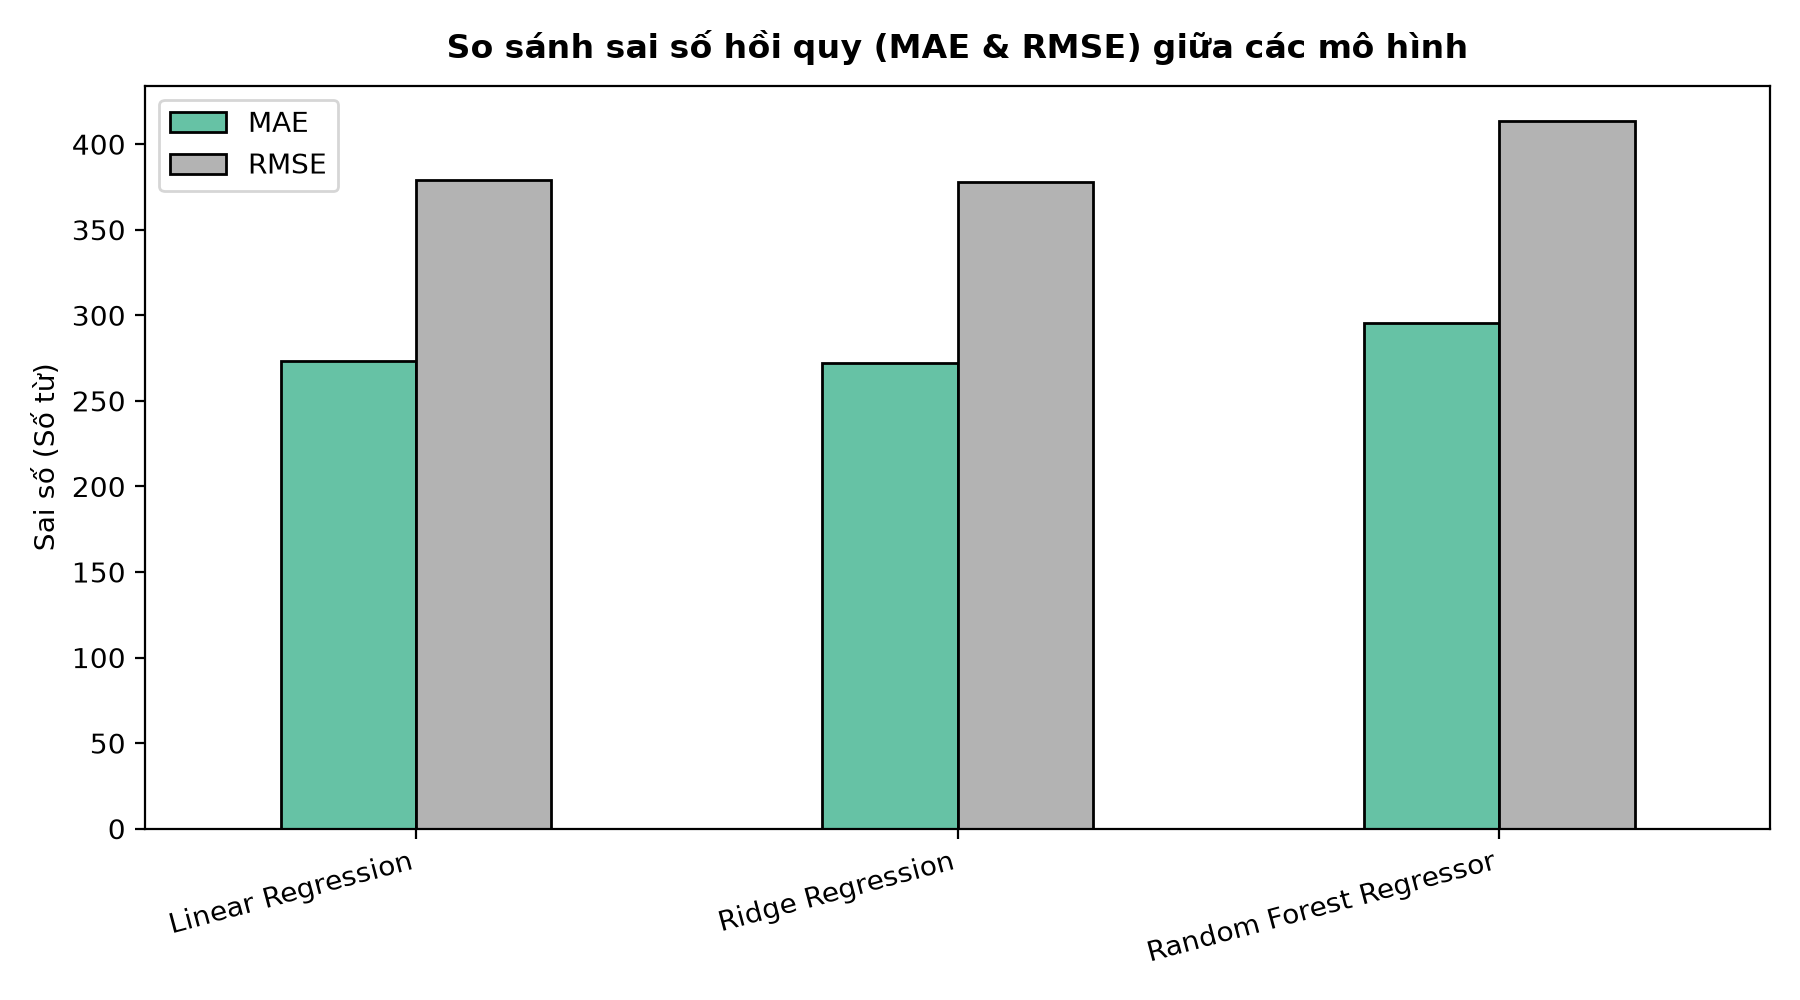 So sánh sai số hồi quy (MAE & RMSE) giữa các mô hình
MAE
RMSE
Sai số (Số từ)
400
350
300
250
200
150
100
50
0
Linear Regression
Ridge Regression
Random Forest Regressor